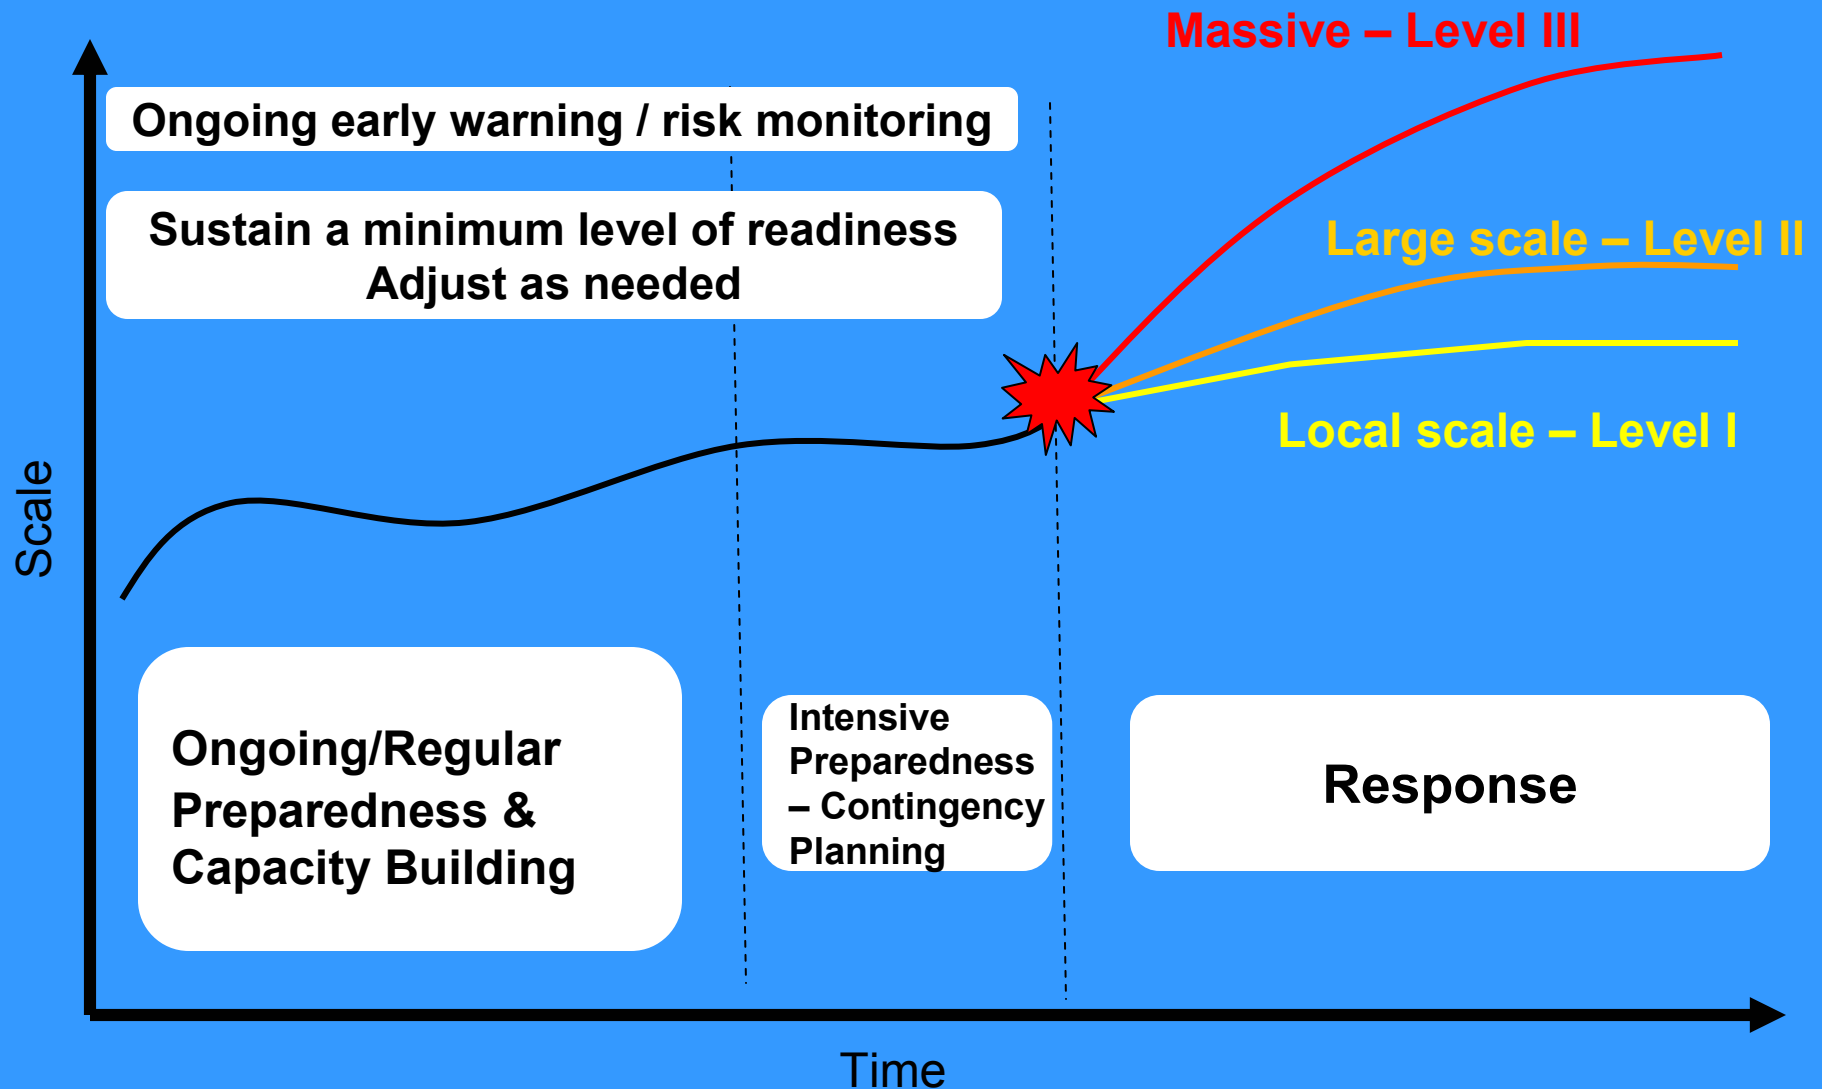 Massive – Level III
Ongoing early warning / risk monitoring
Sustain a minimum level of readiness
Adjust as needed
Large scale – Level II
Local scale – Level I
Scale
Ongoing/Regular
Preparedness &
Capacity Building
Intensive
Preparedness
– Contingency
Planning
Response
Time